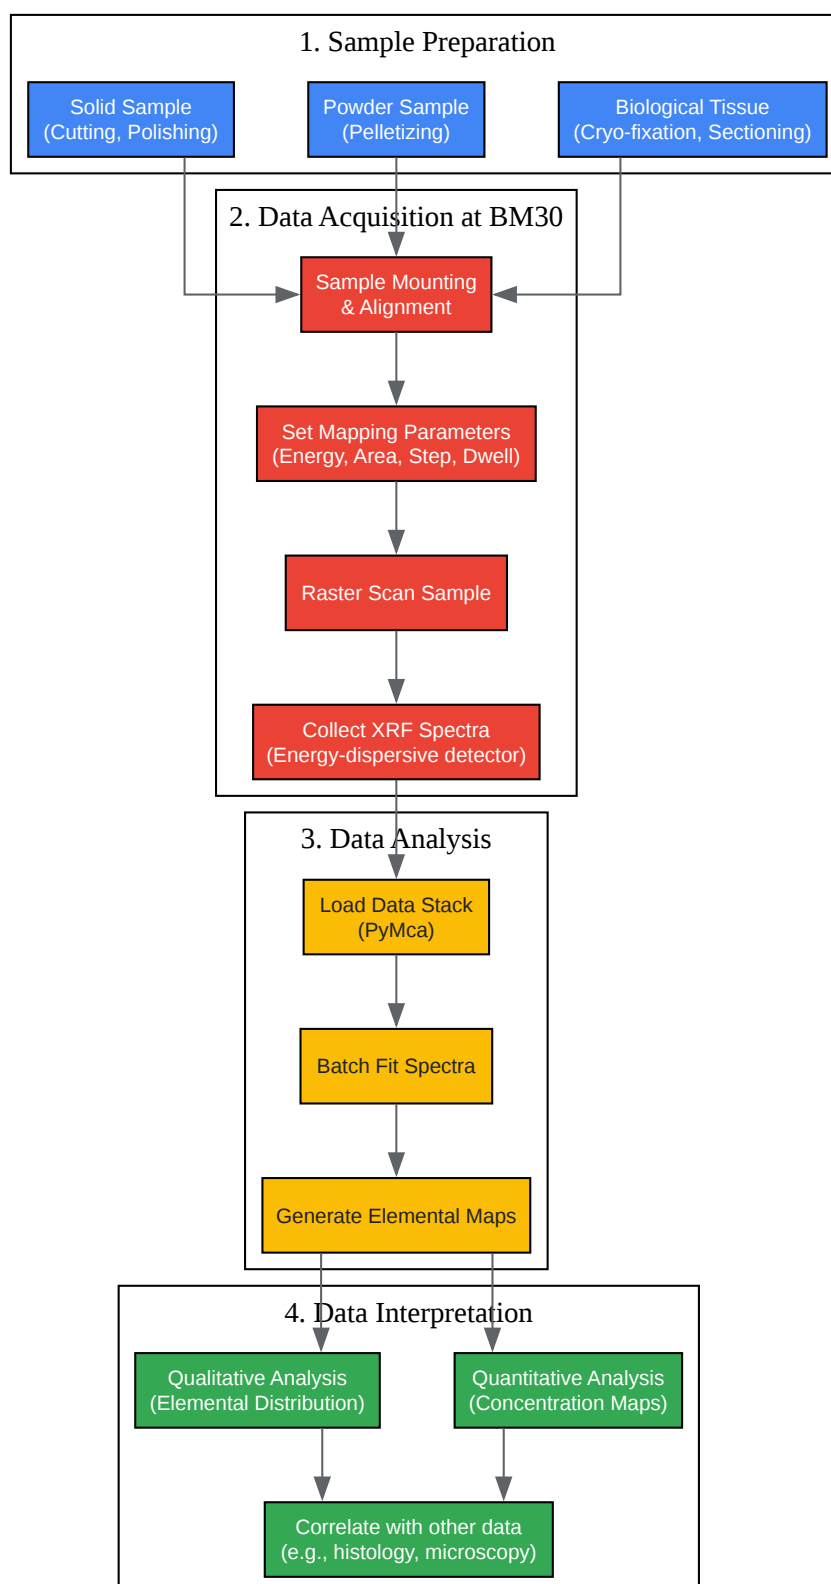 1. Sample Preparation
Solid Sample
(Cutting, Polishing)
Powder Sample
(Pelletizing)
Biological Tissue
(Cryo-fixation, Sectioning)
2. Data Acquisition at BM30
Sample Mounting
& Alignment
Set Mapping Parameters
(Energy, Area, Step, Dwell)
Raster Scan Sample
Collect XRF Spectra
(Energy-dispersive detector)
3. Data Analysis
Load Data Stack
(PyMca)
Batch Fit Spectra
Generate Elemental Maps
4. Data Interpretation
Qualitative Analysis
(Elemental Distribution)
Quantitative Analysis
(Concentration Maps)
Correlate with other data
(e.g., histology, microscopy)